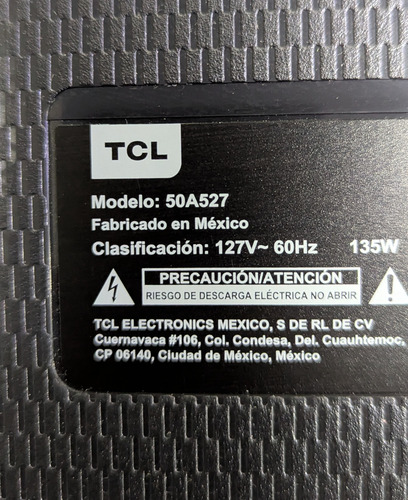 TCL
Modelo: 50A527
Fabricado en México
Clasificación: 127V~ 60Hz 135W
PRECAUCIÓN/ATENCIÓN
RIESGO DE DESCARGA ELÉCTRICA NO ABRIR
TCL ELECTRONICS MEXICO, S DE RL DE CV
Cuernavaca #106, Col. Condesa, Del. Cuauhtemoc,
CP 06140, Ciudad de México, México